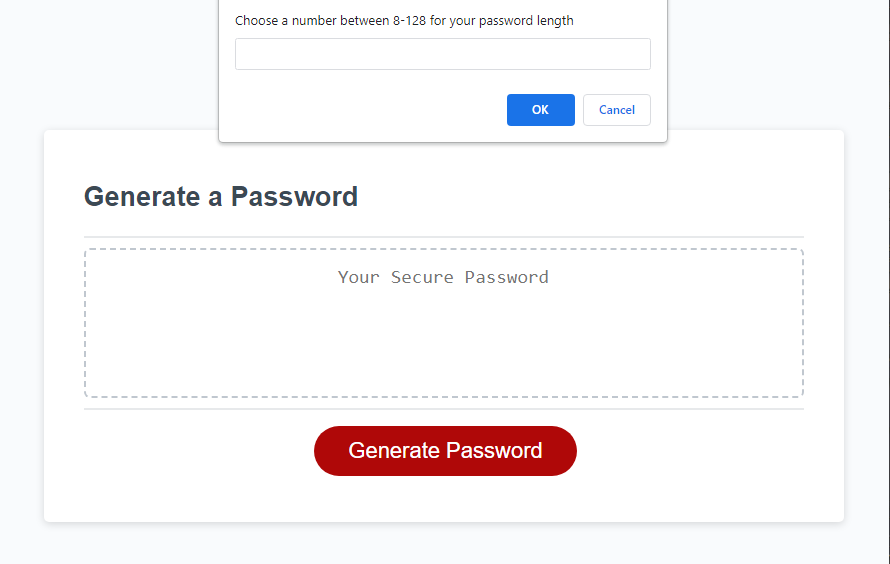 Choose a number between 8-128 for your password length
OK
Cancel
Generate a Password
Your Secure Password
Generate Password